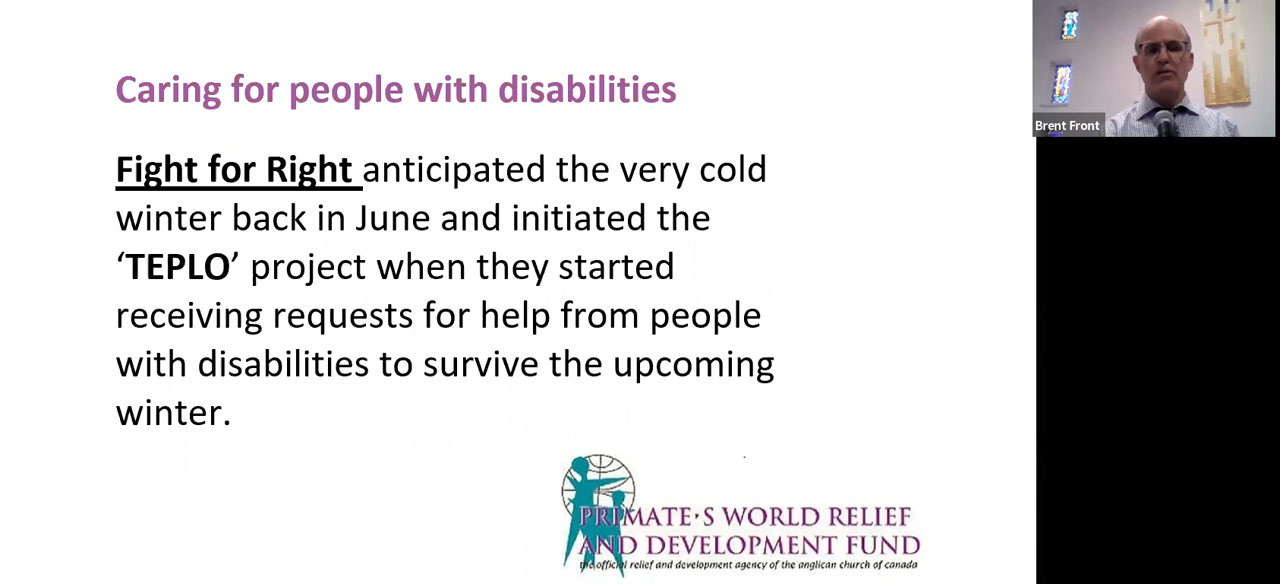 Caring for people with disabilities
Fight for Right anticipated the very cold
winter back in June and initiated the
‘TEPLO’ project when they started
receiving requests for help from people
with disabilities to survive the upcoming
winter.
PRIMATE'S WORLD RELIEF
AND DEVELOPMENT FUND
the official relief and development agency of the anglican church of canada
Brent Front